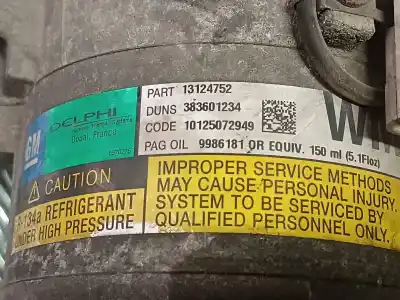 GM
DELPHI
Douai, France
PART 13124752
DUNS 383601234
CODE 10125072949
PAG OIL 9986181 OR EQUIV. 150 ml (5.1Floz)
CAUTION
R-134a REFRIGERANT
UNDER HIGH PRESSURE
IMPROPER SERVICE METHODS
MAY CAUSE PERSONAL INJURY.
SYSTEM TO BE SERVICED BY
QUALIFIED PERSONNEL ONLY.